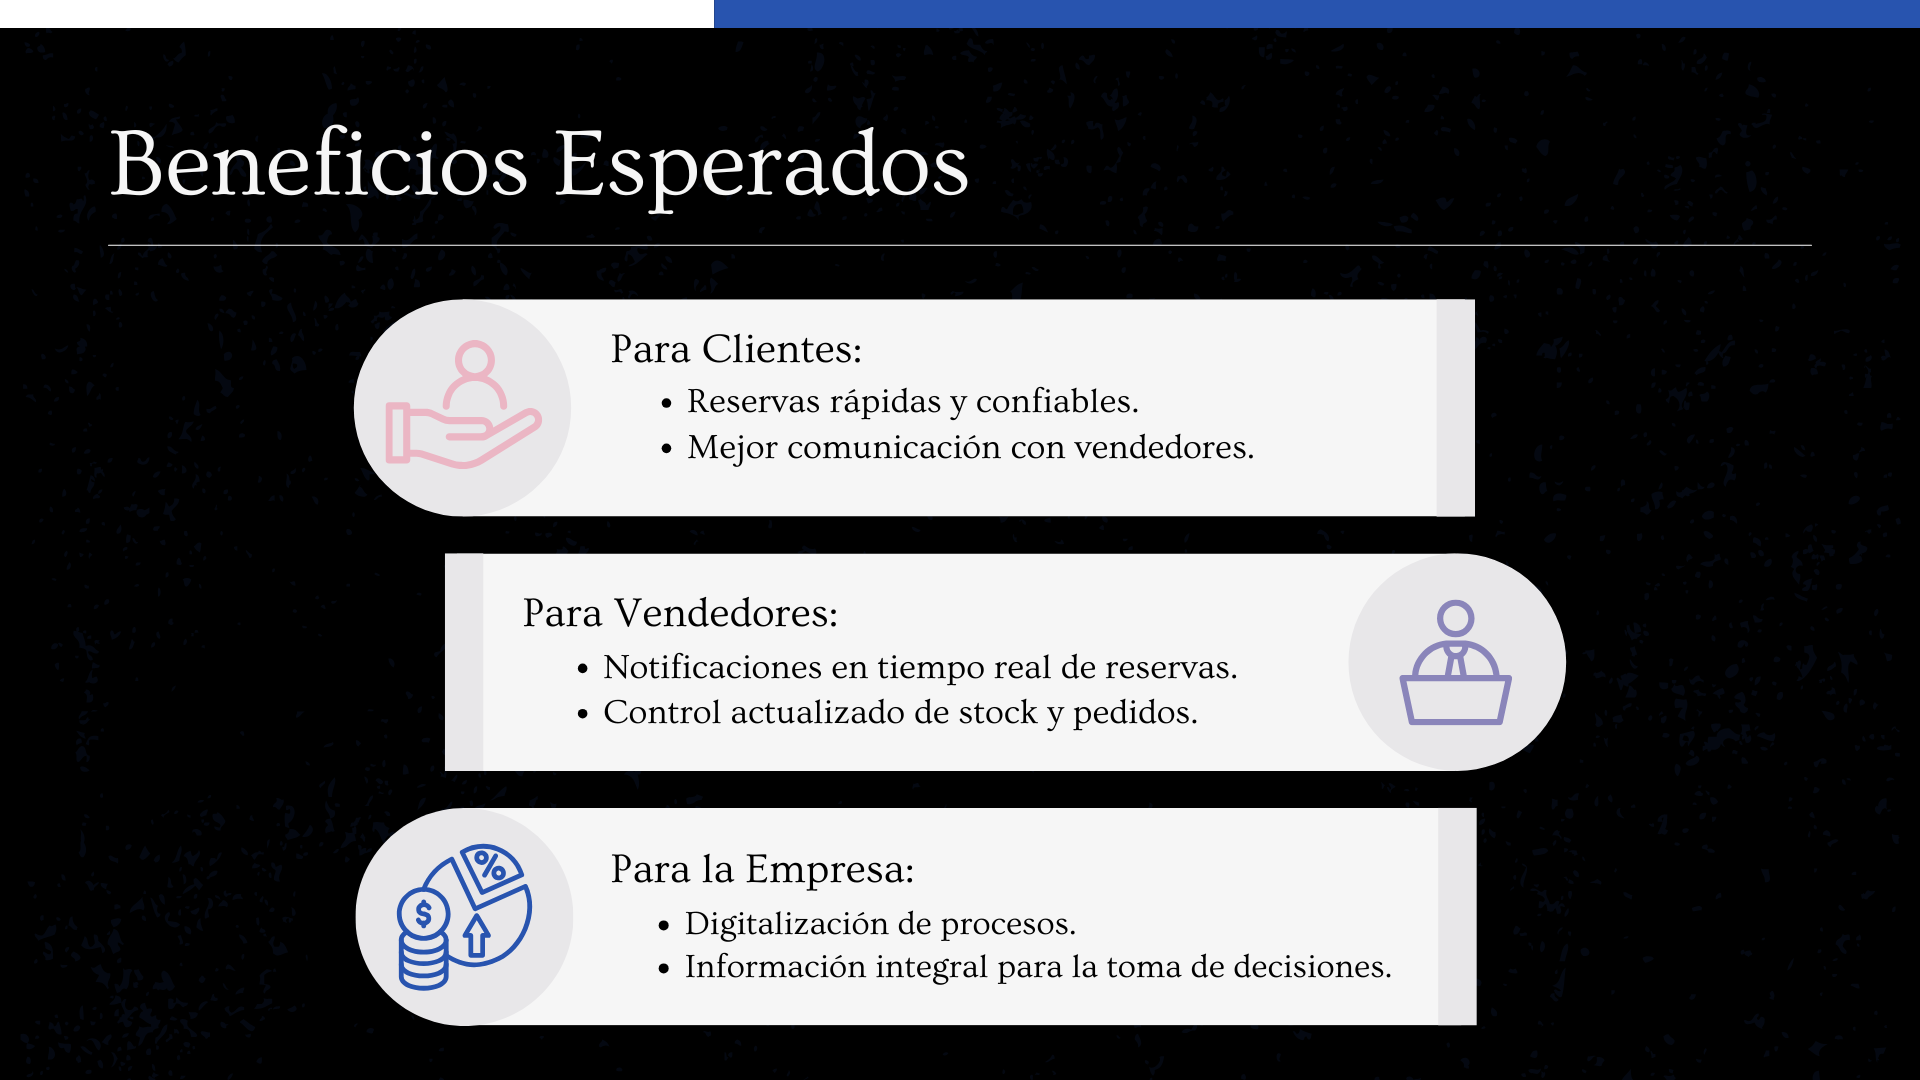 Beneficios Esperados
Para Clientes:
• Reservas rápidas y confiables.
• Mejor comunicación con vendedores.
Para Vendedores:
• Notificaciones en tiempo real de reservas.
• Control actualizado de stock y pedidos.
%
$
Para la Empresa:
• Digitalización de procesos.
• Información integral para la toma de decisiones.